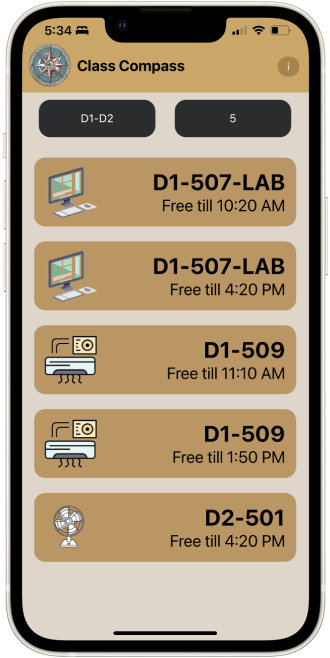 5:34
Class Compass
i
D1-D2
5
D1-507-LAB
Free till 10:20 AM
D1-507-LAB
Free till 4:20 PM
D1-509
Free till 11:10 AM
D1-509
Free till 1:50 PM
D2-501
Free till 4:20 PM